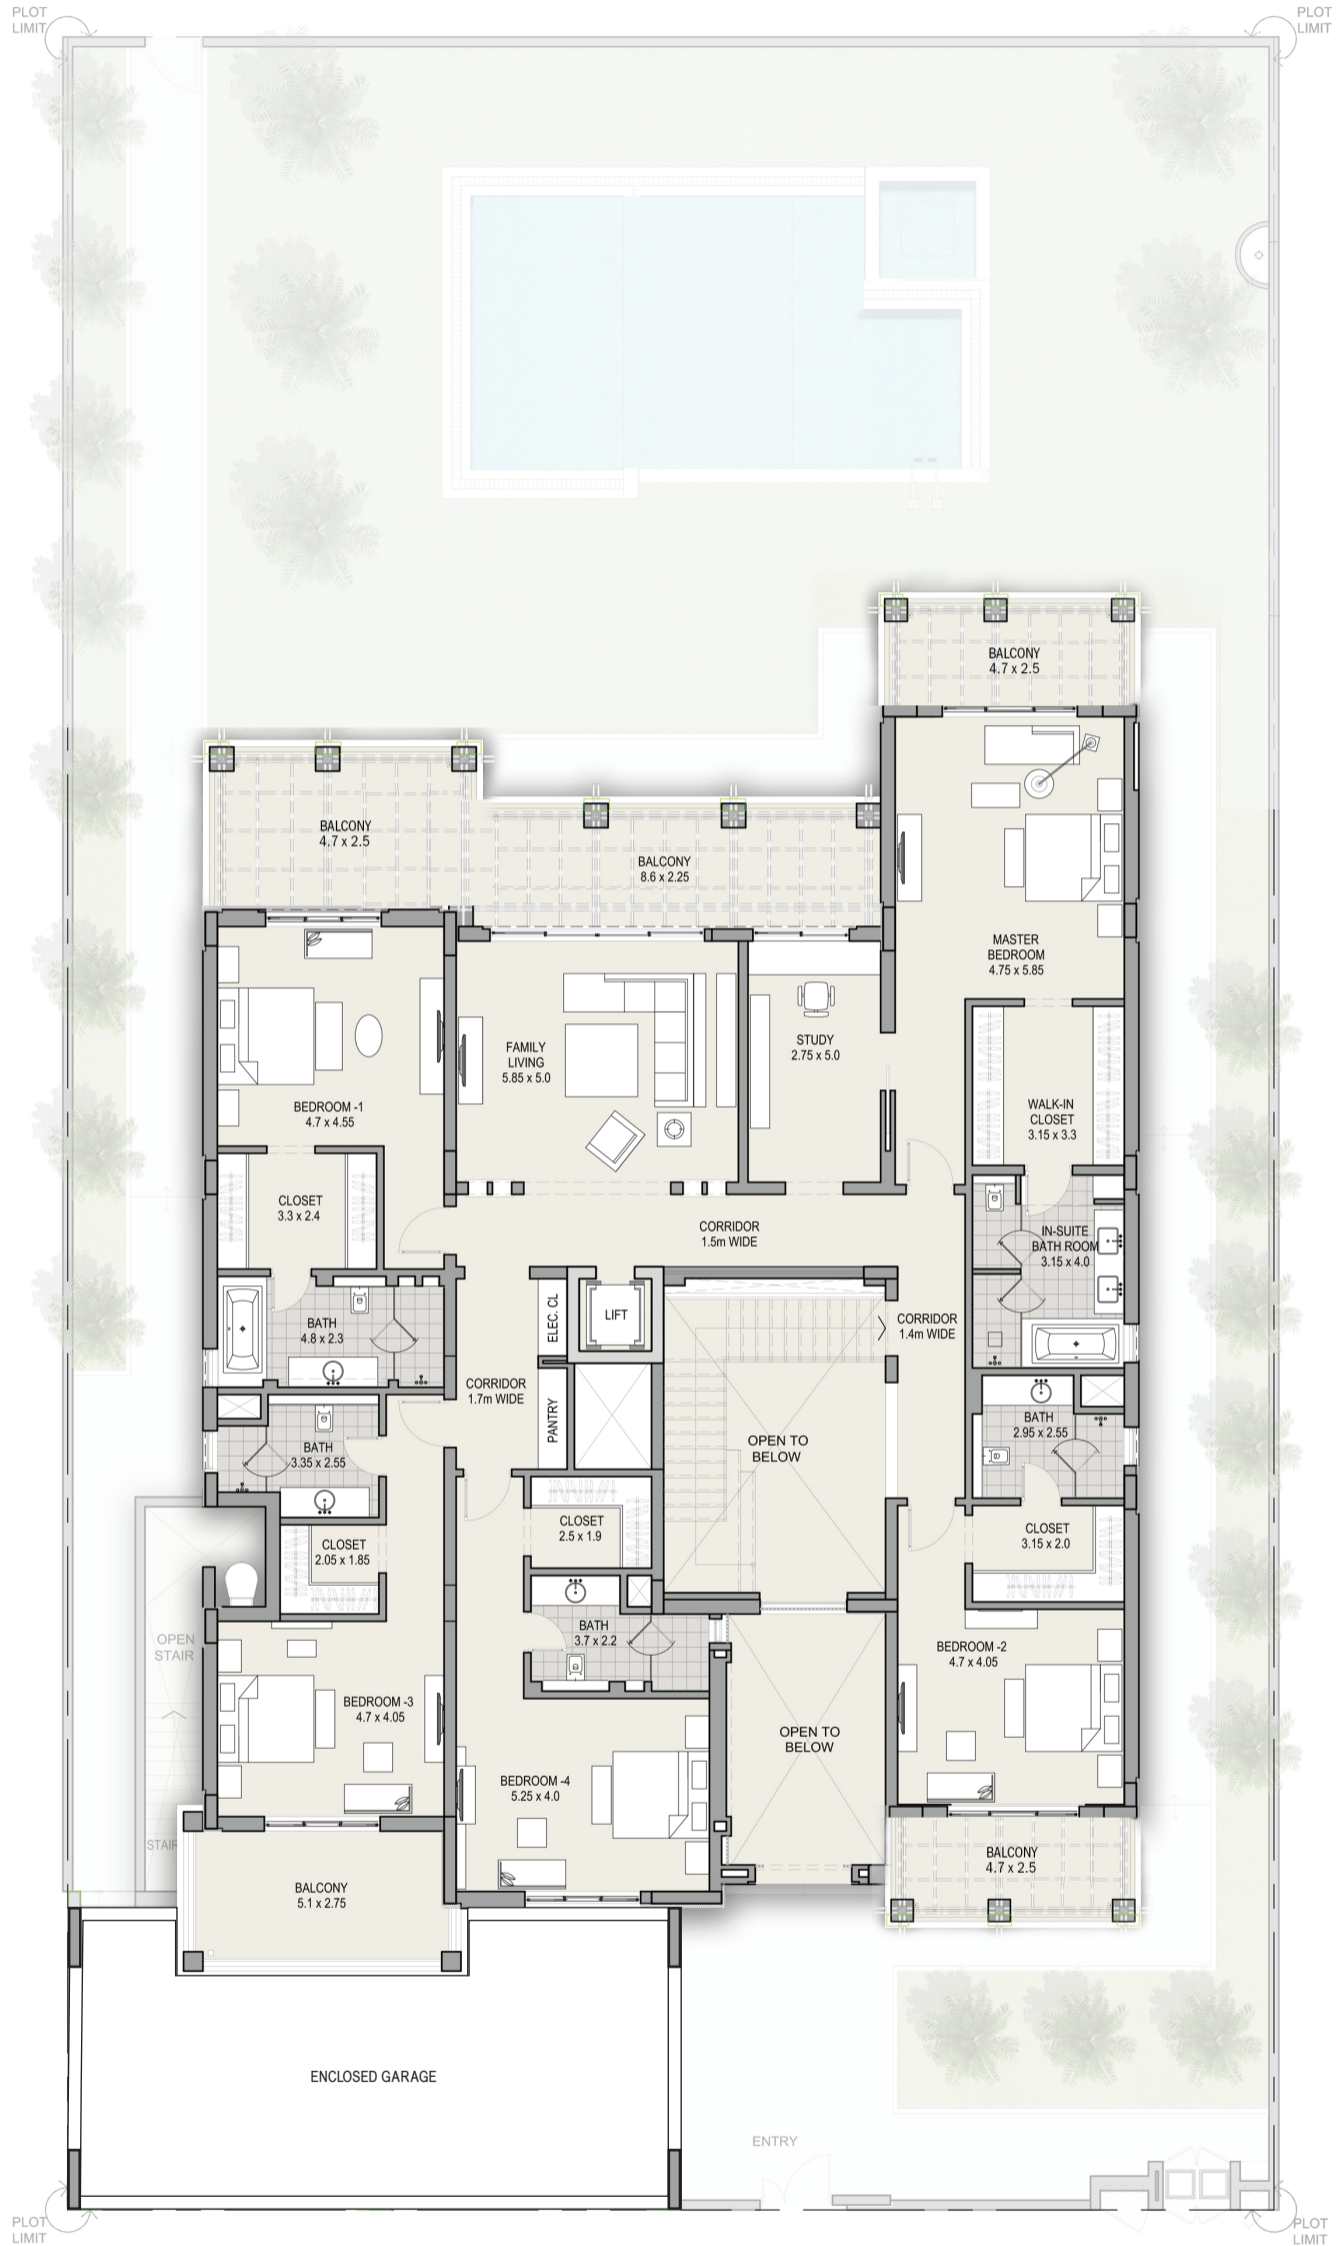 PLOT
LIMIT
PLOT
LIMIT
BALCONY
4.7 x 2.5
BALCONY
4.7 x 2.5
BALCONY
8.6 x 2.25
MASTER
BEDROOM
4.75 x 5.85
FAMILY
LIVING
5.85 x 5.0
STUDY
2.75 x 5.0
BEDROOM -1
4.7 x 4.55
WALK-IN
CLOSET
3.15 x 3.3
CLOSET
3.3 x 2.4
CORRIDOR
1.5m WIDE
IN-SUITE
BATH ROOM
3.15 x 4.0
BATH
4.8 x 2.3
ELEC. CL
LIFT
CORRIDOR
1.4m WIDE
CORRIDOR
1.7m WIDE
PANTRY
BATH
2.95 x 2.55
OPEN TO
BELOW
BATH
3.35 x 2.55
CLOSET
2.5 x 1.9
CLOSET
3.15 x 2.0
CLOSET
2.05 x 1.85
OPEN
STAIR
BATH
3.7 x 2.2
BEDROOM -2
4.7 x 4.05
BEDROOM -3
4.7 x 4.05
OPEN TO
BELOW
BEDROOM -4
5.25 x 4.0
STAIR
BALCONY
4.7 x 2.5
BALCONY
5.1 x 2.75
ENCLOSED GARAGE
ENTRY
PLOT
LIMIT
PLOT
LIMIT